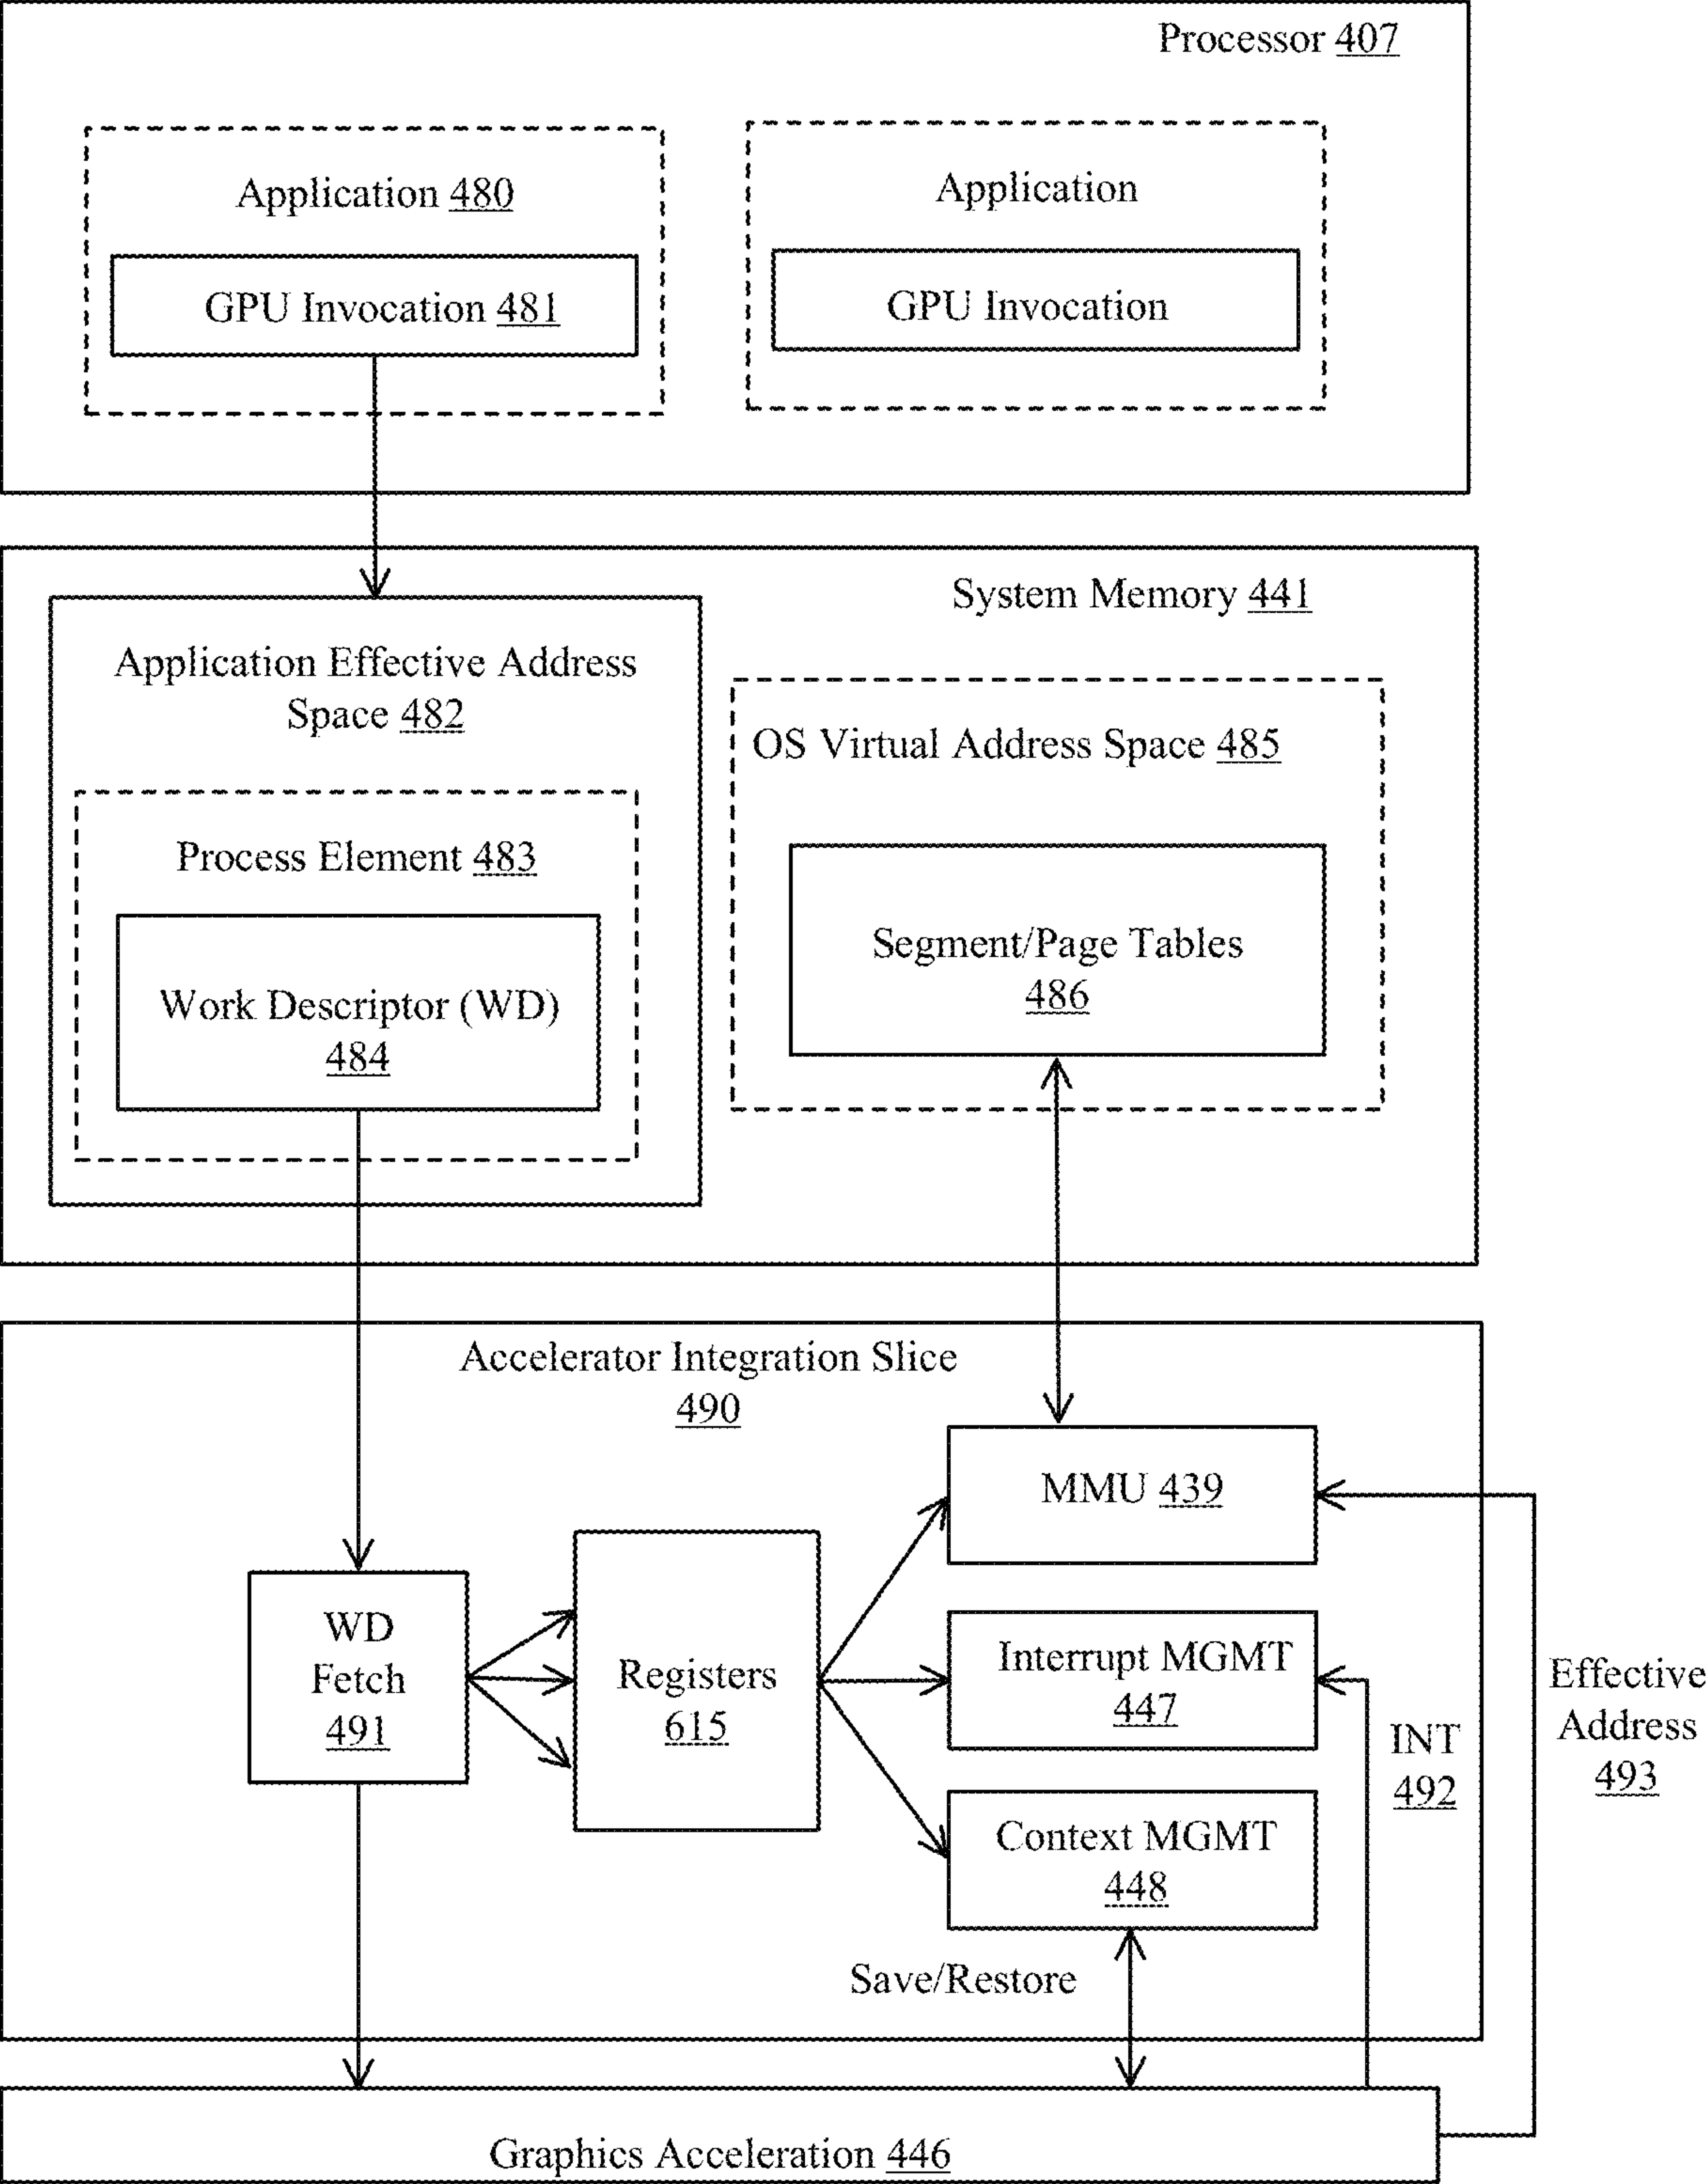 Processor 407
Application 480
GPU Invocation 481
Application
GPU Invocation
System Memory 441
Application Effective Address
Space 482
Process Element 483
Work Descriptor (WD)
484
OS Virtual Address Space 485
Segment/Page Tables
486
Accelerator Integration Slice
490
WD
Fetch
491
Registers
615
MMU 439
Interrupt MGMT
447
Context MGMT
448
Save/Restore
INT
492
Effective
Address
493
Graphics Acceleration 446